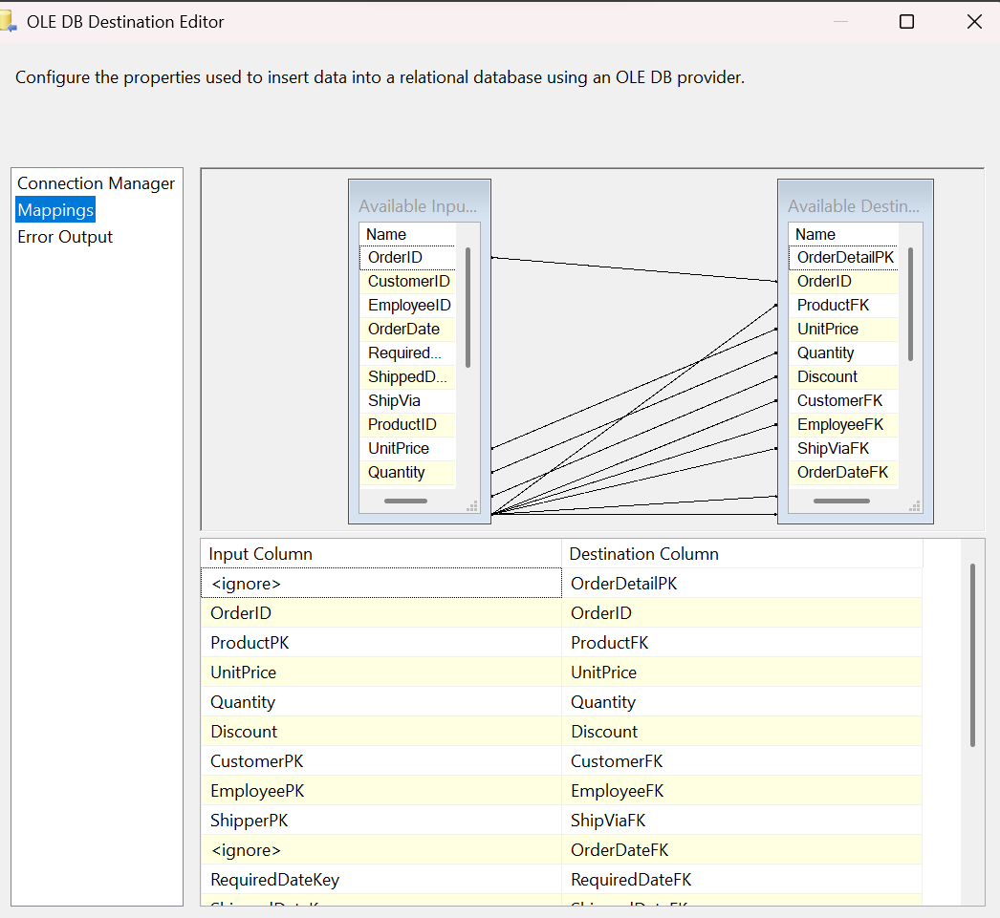 OLE DB Destination Editor
Configure the properties used to insert data into a relational database using an OLE DB provider.
Connection Manager
Mappings
Error Output
Available Inpu...
Name
OrderID
CustomerID
EmployeeID
OrderDate
Required...
ShippedD...
ShipVia
ProductID
UnitPrice
Quantity
Available Destin...
Name
OrderDetailPK
OrderID
ProductFK
UnitPrice
Quantity
Discount
CustomerFK
EmployeeFK
ShipViaFK
OrderDateFK
Input Column Destination Column
<ignore> OrderDetailPK
OrderID OrderID
ProductPK ProductFK
UnitPrice UnitPrice
Quantity Quantity
Discount Discount
CustomerPK CustomerFK
EmployeePK EmployeeFK
ShipperPK ShipViaFK
<ignore> OrderDateFK
RequiredDateKey RequiredDateFK